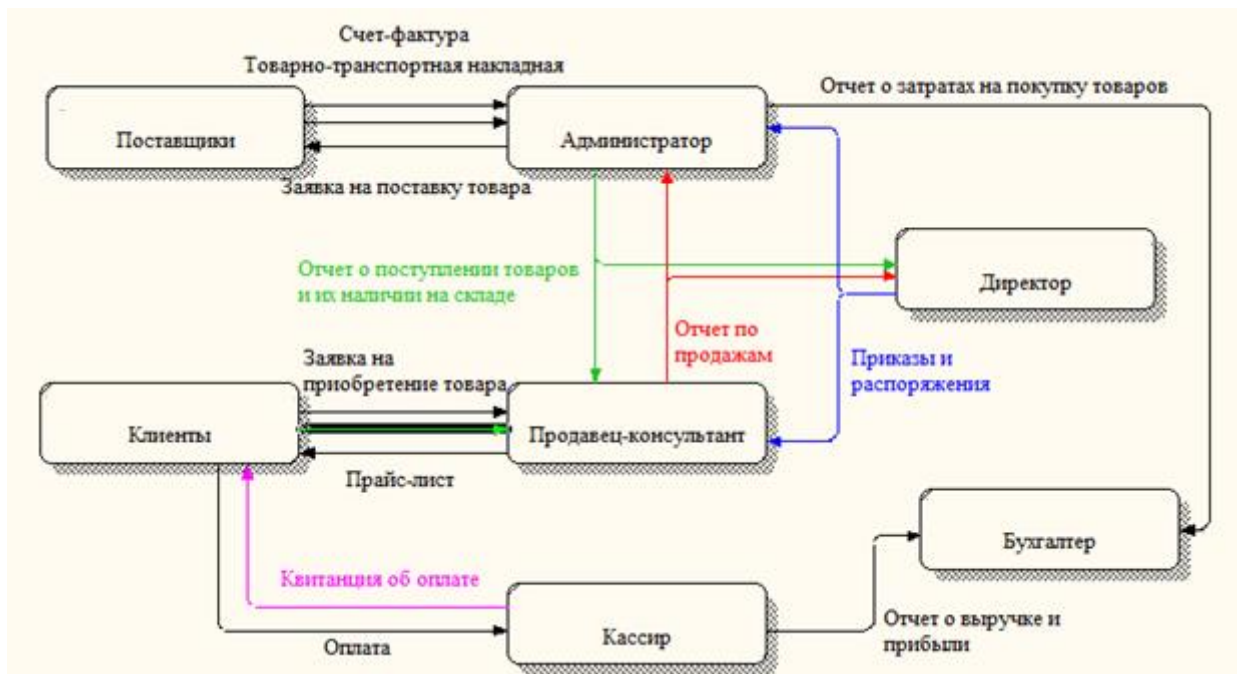 Счет-фактура
Товарно-транспортная накладная
Отчет о затратах на покупку товаров
Поставщики
Администратор
Заявка на поставку товара
Отчет о поступлении товаров
и их наличии на складе
Директор
Отчет по
продажам
Приказы и
распоряжения
Заявка на
приобретение товара
Клиенты
Продавец-консультант
Прайс-лист
Бухгалтер
Квитанция об оплате
Оплата
Кассир
Отчет о выручке и
прибыли